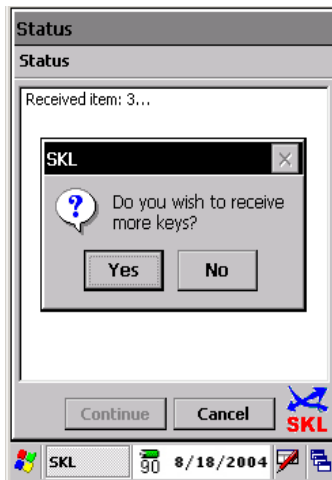 Status
Status
Received item: 3...
SKL
Do you wish to receive
more keys?
Yes No
Continue Cancel
SKL
SKL 90 8/18/2004